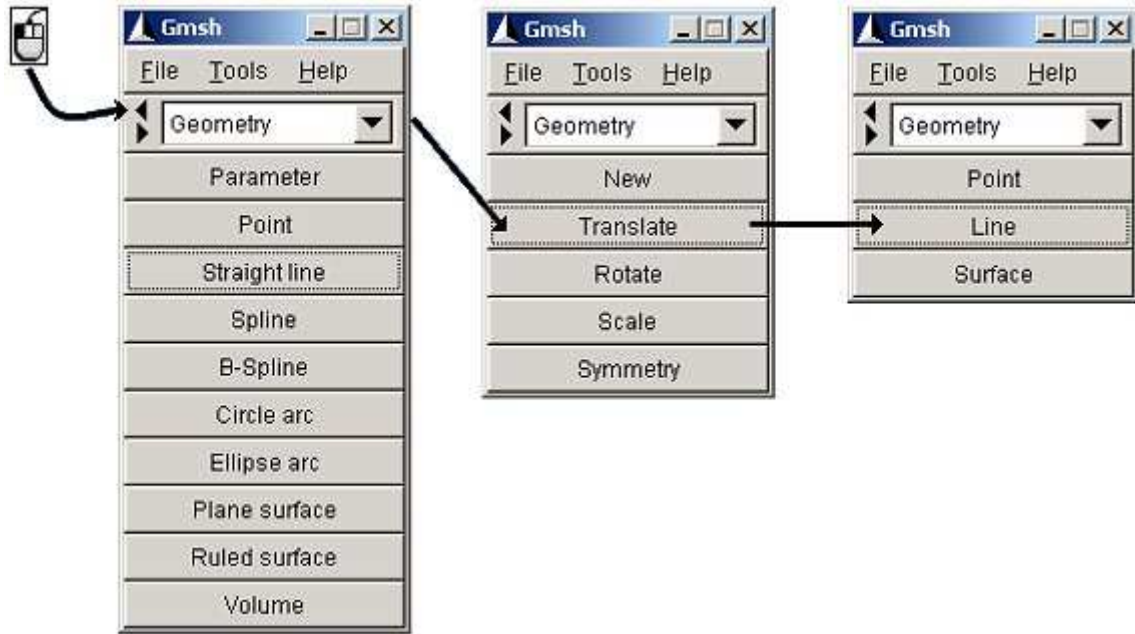 Gmsh
File Tools Help
Geometry
Parameter
Point
Straight line
Spline
B-Spline
Circle arc
Ellipse arc
Plane surface
Ruled surface
Volume
Gmsh
File Tools Help
Geometry
New
Translate
Rotate
Scale
Symmetry
Gmsh
File Tools Help
Geometry
Point
Line
Surface